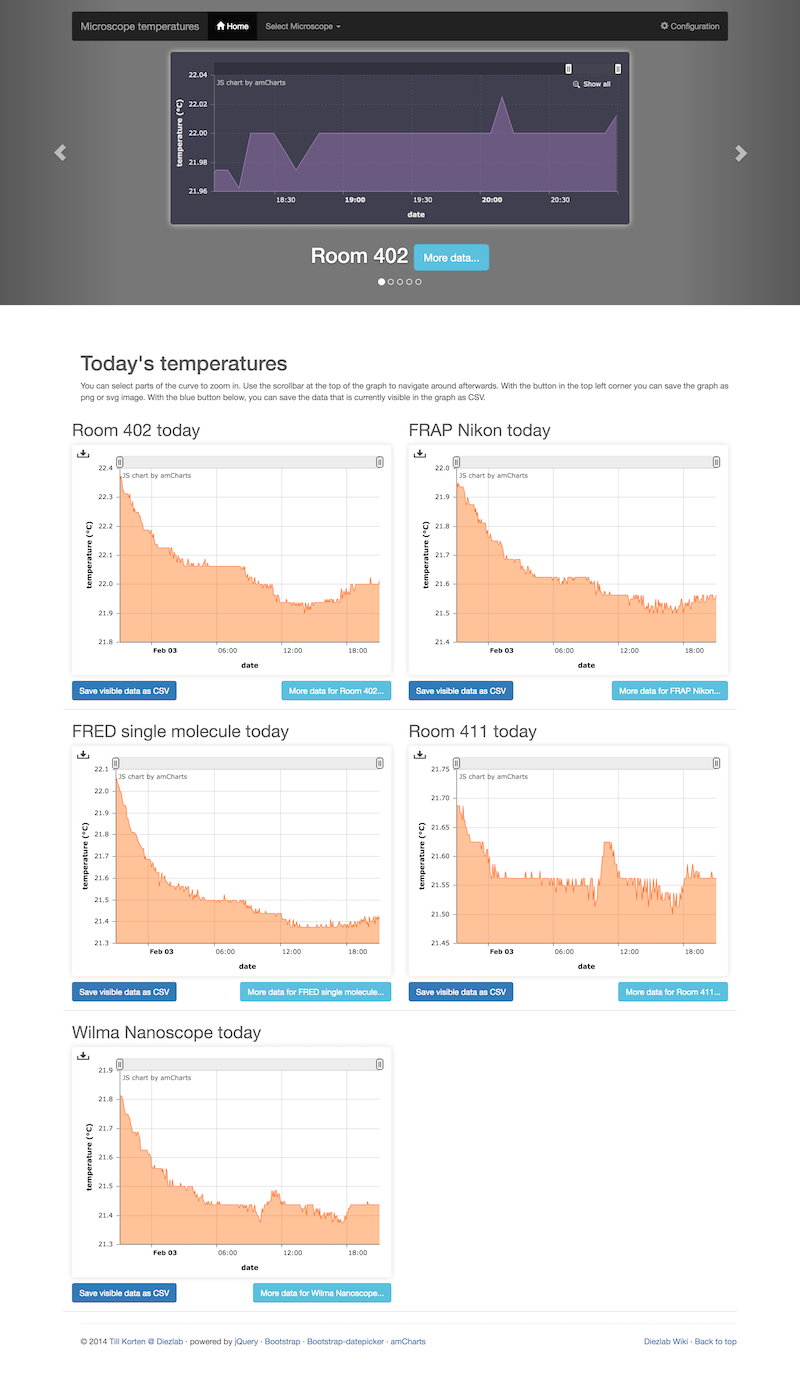 Microscope temperatures Home Select Microscope Configuration
22.04
JS chart by amCharts
Show all
22.02
22.00
21.98
21.96
temperature (°C)
18:30 19:00 19:30 20:00 20:30
date
Room 402 More data...
Today's temperatures
You can select parts of the curve to zoom in. Use the scrollbar at the top of the graph to navigate around afterwards. With the button in the top left corner you can save the graph as
png or svg image. With the blue button below, you can save the data that is currently visible in the graph as CSV.
Room 402 today
22.4
JS chart by amCharts
22.3
22.2
22.1
22.0
21.9
21.8
temperature (°C)
Feb 03 06:00 12:00 18:00
date
Save visible data as CSV More data for Room 402...
FRAP Nikon today
22.0
JS chart by amCharts
21.9
21.8
21.7
21.6
21.5
21.4
temperature (°C)
Feb 03 06:00 12:00 18:00
date
Save visible data as CSV More data for FRAP Nikon...
FRED single molecule today
22.1
JS chart by amCharts
22.0
21.9
21.8
21.7
21.6
21.5
21.4
21.3
temperature (°C)
Feb 03 06:00 12:00 18:00
date
Save visible data as CSV More data for FRED single molecule...
Room 411 today
21.75
JS chart by amCharts
21.70
21.65
21.60
21.55
21.50
21.45
temperature (°C)
Feb 03 06:00 12:00 18:00
date
Save visible data as CSV More data for Room 411...
Wilma Nanoscope today
21.9
JS chart by amCharts
21.8
21.7
21.6
21.5
21.4
21.3
temperature (°C)
Feb 03 06:00 12:00 18:00
date
Save visible data as CSV More data for Wilma Nanoscope...
© 2014 Till Korten @ Diezlab · powered by jQuery · Bootstrap · Bootstrap-datepicker · amCharts Diezlab Wiki · Back to top